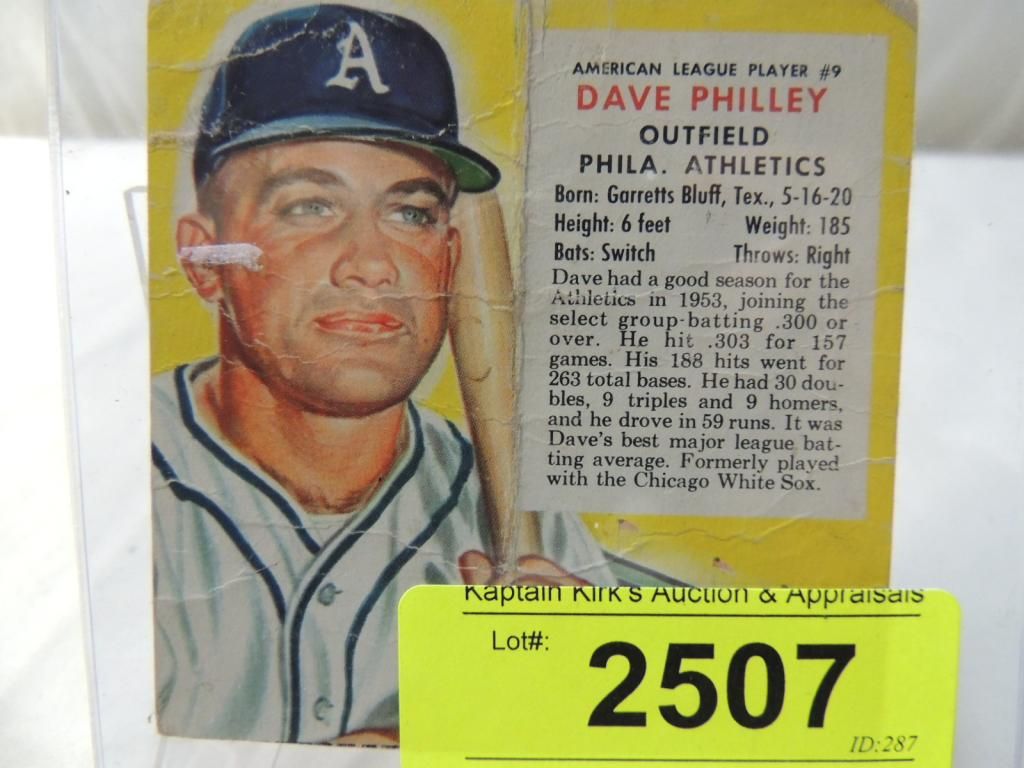 A
AMERICAN LEAGUE PLAYER #9
DAVE PHILLEY
OUTFIELD
PHILA. ATHLETICS
Born: Garretts Bluff, Tex., 5-16-20
Height: 6 feet Weight: 185
Bats: Switch Throws: Right
Dave had a good season for the
Athletics in 1953, joining the
select group-batting .300 or
over. He hit .303 for 157
games. His 188 hits went for
263 total bases. He had 30 dou-
bles, 9 triples and 9 homers,
and he drove in 59 runs. It was
Dave's best major league bat-
ting average. Formerly played
with the Chicago White Sox.
Kaptain Kirk's Auction & Appraisals
Lot#:
2507
ID:287